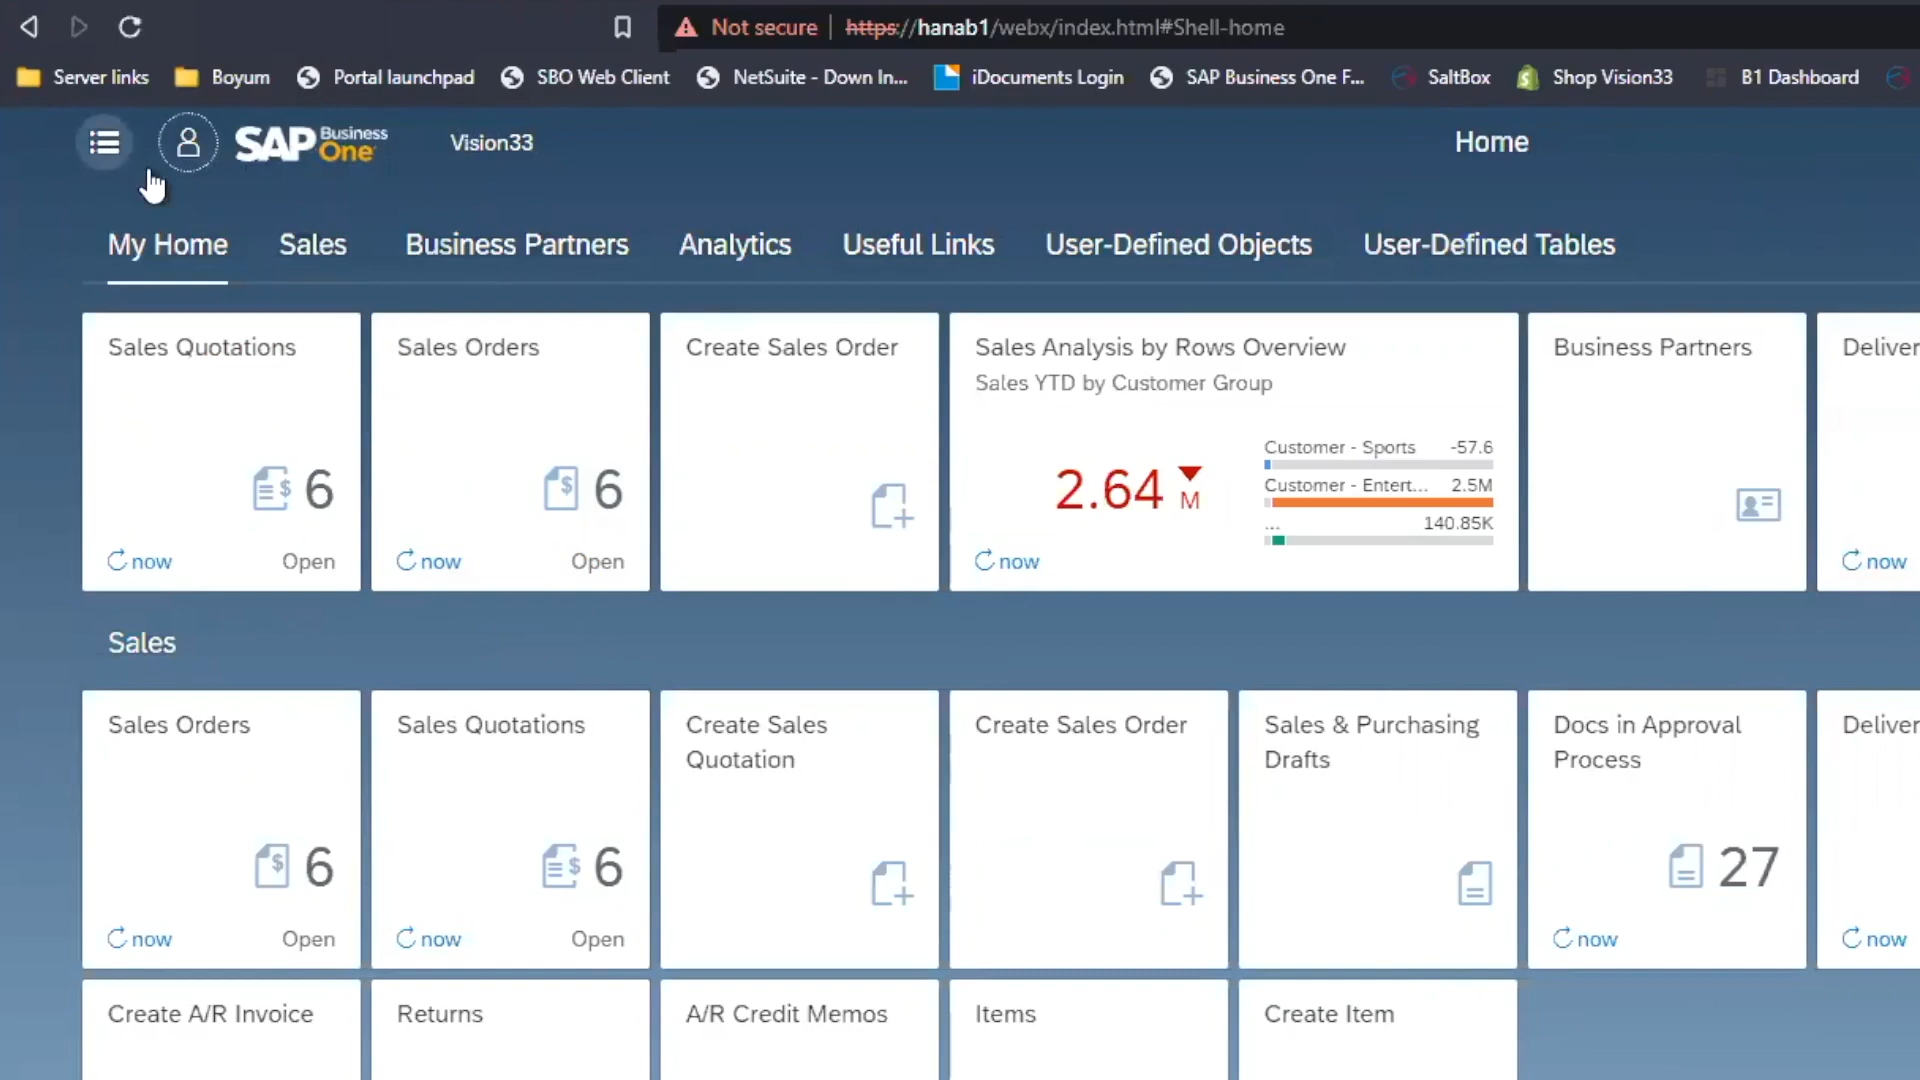 Not secure https://hanab1/webx/index.html#Shell-home
Server links Boyum Portal launchpad SBO Web Client NetSuite - Down In... iDocuments Login SAP Business One F... SaltBox Shop Vision33 B1 Dashboard
SAP Business One Vision33 Home
My Home Sales Business Partners Analytics Useful Links User-Defined Objects User-Defined Tables
Sales Quotations
6
now Open
Sales Orders
$ 6
now Open
Create Sales Order
Sales Analysis by Rows Overview
Sales YTD by Customer Group
2.64 M
Customer - Sports -57.6
Customer - Entert... 2.5M
... 140.85K
now
Business Partners
Deliver
now
Sales
Sales Orders
$ 6
now Open
Sales Quotations
$ 6
now Open
Create Sales
Quotation
Create Sales Order
Sales & Purchasing
Drafts
Docs in Approval
Process
27
now
Deliver
now
Create A/R Invoice
Returns
A/R Credit Memos
Items
Create Item